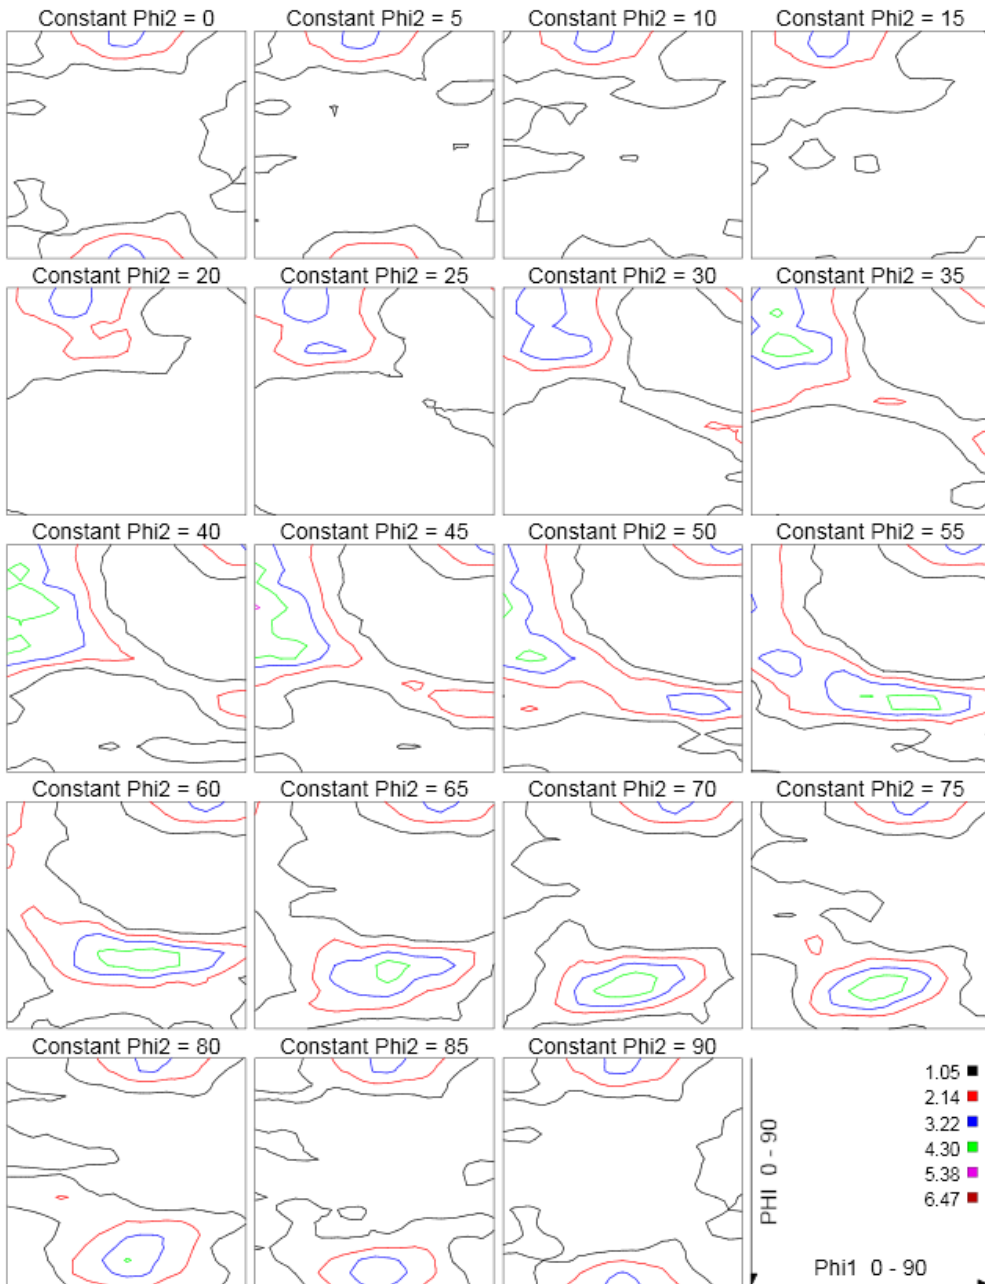 Constant Phi2 = 0 Constant Phi2 = 5 Constant Phi2 = 10 Constant Phi2 = 15
Constant Phi2 = 20 Constant Phi2 = 25 Constant Phi2 = 30 Constant Phi2 = 35
Constant Phi2 = 40 Constant Phi2 = 45 Constant Phi2 = 50 Constant Phi2 = 55
Constant Phi2 = 60 Constant Phi2 = 65 Constant Phi2 = 70 Constant Phi2 = 75
Constant Phi2 = 80 Constant Phi2 = 85 Constant Phi2 = 90
1.05
2.14
3.22
4.30
5.38
6.47
PHI 0 - 90
Phi1 0 - 90